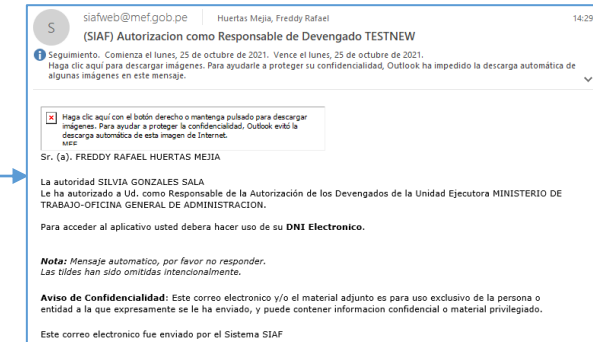 S
siafweb@mef.gob.pe Huertas Mejia, Freddy Rafael 14:29
(SIAF) Autorizacion como Responsable de Devengado TESTNEW
Seguimiento. Comienza el lunes, 25 de octubre de 2021. Vence el lunes, 25 de octubre de 2021.
Haga clic aquí para descargar imágenes. Para ayudarle a proteger su confidencialidad, Outlook ha impedido la descarga automática de
algunas imágenes en este mensaje.
Haga clic aquí con el botón derecho o mantenga pulsado para descargar
imágenes. Para ayudar a proteger la confidencialidad, Outlook evitó la
descarga automática de esta imagen de Internet.
MEF
Sr. (a). FREDDY RAFAEL HUERTAS MEJIA
La autoridad SILVIA GONZALES SALA
Le ha autorizado a Ud. como Responsable de la Autorización de los Devengados de la Unidad Ejecutora MINISTERIO DE
TRABAJO-OFICINA GENERAL DE ADMINISTRACION.
Para acceder al aplicativo usted debera hacer uso de su DNI Electronico.
Nota: Mensaje automatico, por favor no responder.
Las tildes han sido omitidas intencionalmente.
Aviso de Confidencialidad: Este correo electronico y/o el material adjunto es para uso exclusivo de la persona o
entidad a la que expresamente se le ha enviado, y puede contener informacion confidencial o material privilegiado.
Este correo electronico fue enviado por el Sistema SIAF